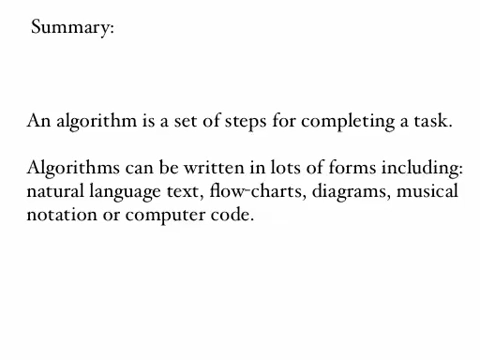 Summary:
An algorithm is a set of steps for completing a task.
Algorithms can be written in lots of forms including:
natural language text, flow-charts, diagrams, musical
notation or computer code.